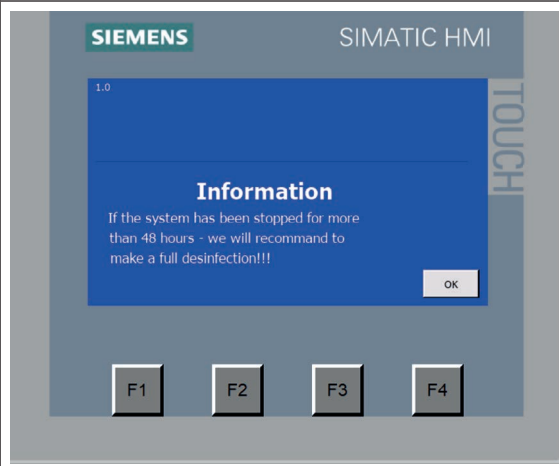 SIEMENS
SIMATIC HMI
TOUCH
1.0
Information
If the system has been stopped for more
than 48 hours - we will recommand to
make a full desinfection!!!
OK
F1
F2
F3
F4